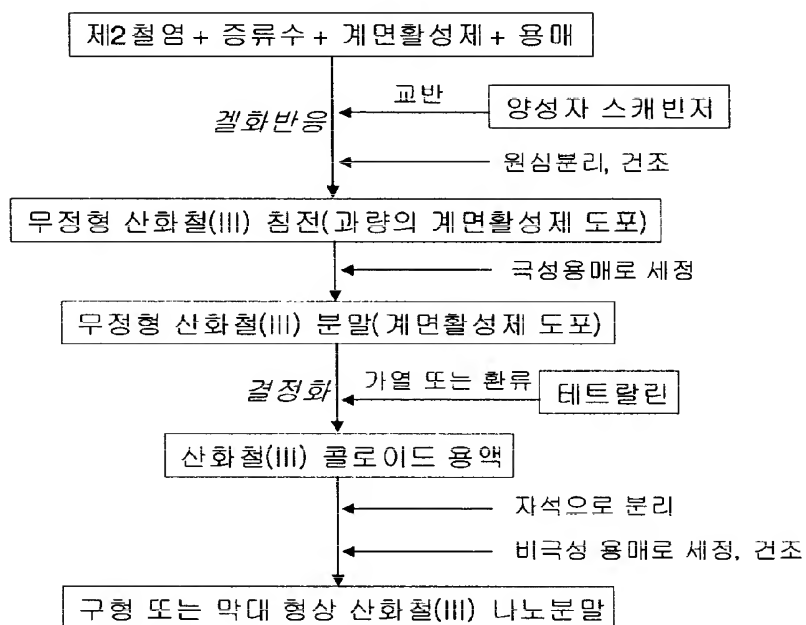 제2철염 + 증류수 + 계면활성제 + 용매
교반
양성자 스캐빈저
겔화반응
원심분리, 건조
무정형 산화철(III) 침전(과량의 계면활성제 도포)
극성용매로 세정
무정형 산화철(III) 분말(계면활성제 도포)
가열 또는 환류
결정화
테트랄린
산화철(III) 콜로이드 용액
자석으로 분리
비극성 용매로 세정, 건조
구형 또는 막대 형상 산화철(III) 나노분말